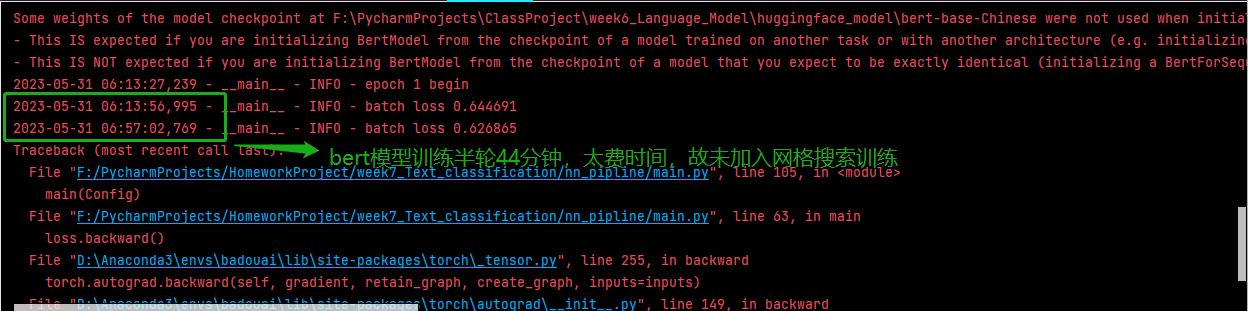 Some weights of the model checkpoint at F:\PycharmProjects\ClassProject\week6_Language_Model\huggingface_model\bert-base-Chinese were not used when initia
- This IS expected if you are initializing BertModel from the checkpoint of a model trained on another task or with another architecture (e.g. initializing
- This IS NOT expected if you are initializing BertModel from the checkpoint of a model that you expect to be exactly identical (initializing a BertForSeq
2023-05-31 06:13:27,239 - __main__ - INFO - epoch 1 begin
2023-05-31 06:13:56,995 - __main__ - INFO - batch loss 0.644691
2023-05-31 06:57:02,769 - __main__ - INFO - batch loss 0.626865
Traceback (most recent call last):
bert模型训练半轮44分钟，太费时间，故未加入网格搜索训练
File "F:/PycharmProjects/HomeworkProject/week7_Text_classification/nn_pipline/main.py", line 105, in <module>
main(Config)
File "F:/PycharmProjects/HomeworkProject/week7_Text_classification/nn_pipline/main.py", line 63, in main
loss.backward()
File "D:\Anaconda3\envs\badouai\lib\site-packages\torch\_tensor.py", line 255, in backward
torch.autograd.backward(self, gradient, retain_graph, create_graph, inputs=inputs)
File "D:\Anaconda3\envs\badouai\lib\site-packages\torch\autograd\__init__.py", line 149, in backward